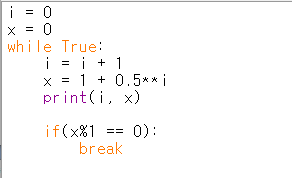 i = 0
x = 0
while True:
    i = i + 1
    x = 1 + 0.5**i
    print(i, x)

    if(x%1 == 0):
        break